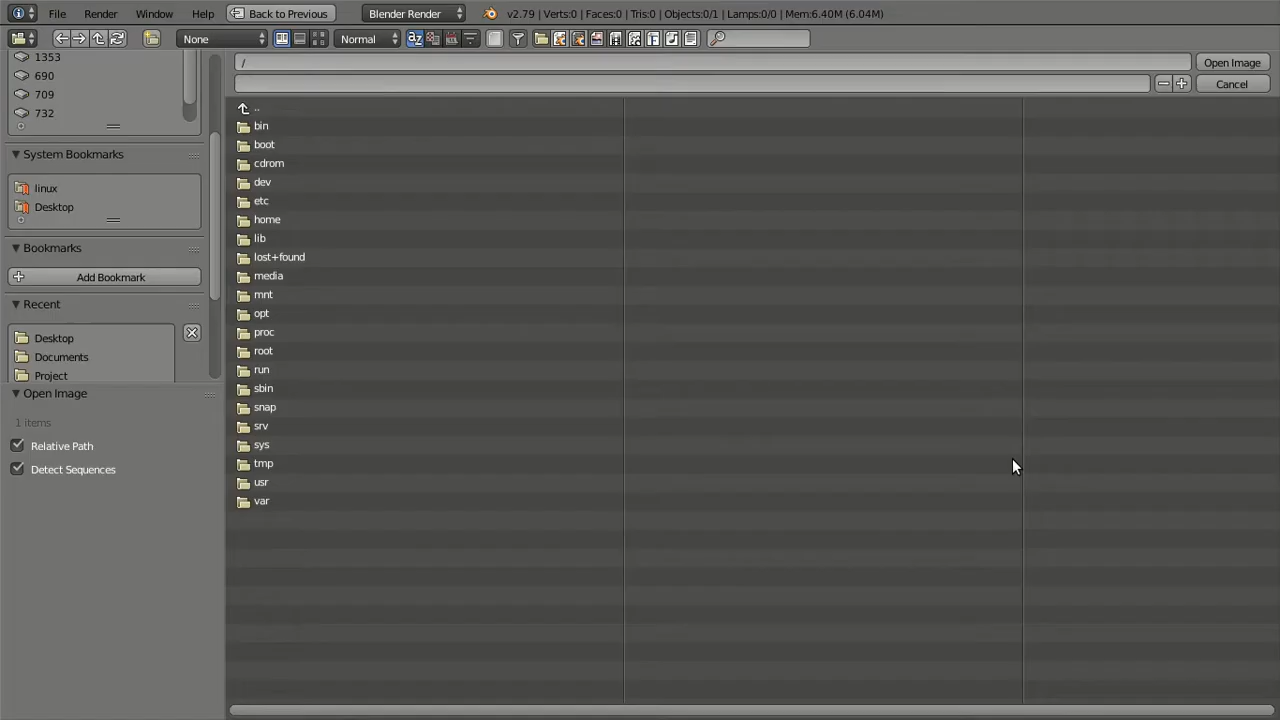 File Render Window Help Back to Previous Blender Render v2.79 | Verts:0 | Faces:0 | Tris:0 | Objects:0/1 | Lamps:0/0 | Mem:6.40M (6.04M)
None Normal
1353
690
709
732
System Bookmarks
linux
Desktop
Bookmarks
Add Bookmark
Recent
Desktop
Documents
Project
Open Image
1 items
Relative Path
Detect Sequences
/ Open Image
Cancel
..
bin
boot
cdrom
dev
etc
home
lib
lost+found
media
mnt
opt
proc
root
run
sbin
snap
srv
sys
tmp
usr
var